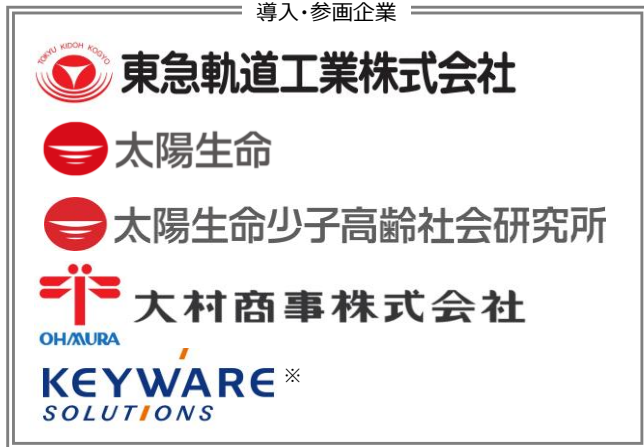 導入・参画企業
TOKYU KIDOH KOGYO
東急軌道工業株式会社
太陽生命
太陽生命少子高齢社会研究所
大村商事株式会社
OHMURA
KEYWARE ※
SOLUTIONS